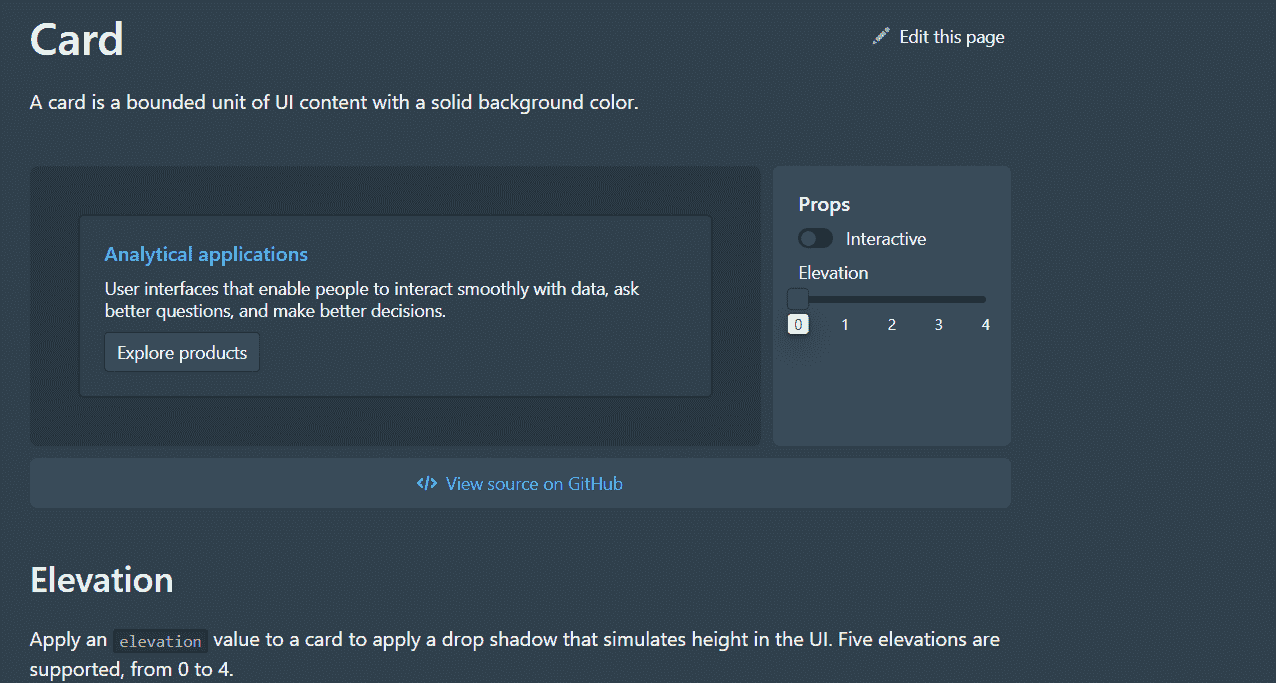 Card
Edit this page
A card is a bounded unit of UI content with a solid background color.
Analytical applications
User interfaces that enable people to interact smoothly with data, ask
better questions, and make better decisions.
Explore products
Props
Interactive
Elevation
0 1 2 3 4
</> View source on GitHub
Elevation
Apply an elevation value to a card to apply a drop shadow that simulates height in the UI. Five elevations are
supported, from 0 to 4.